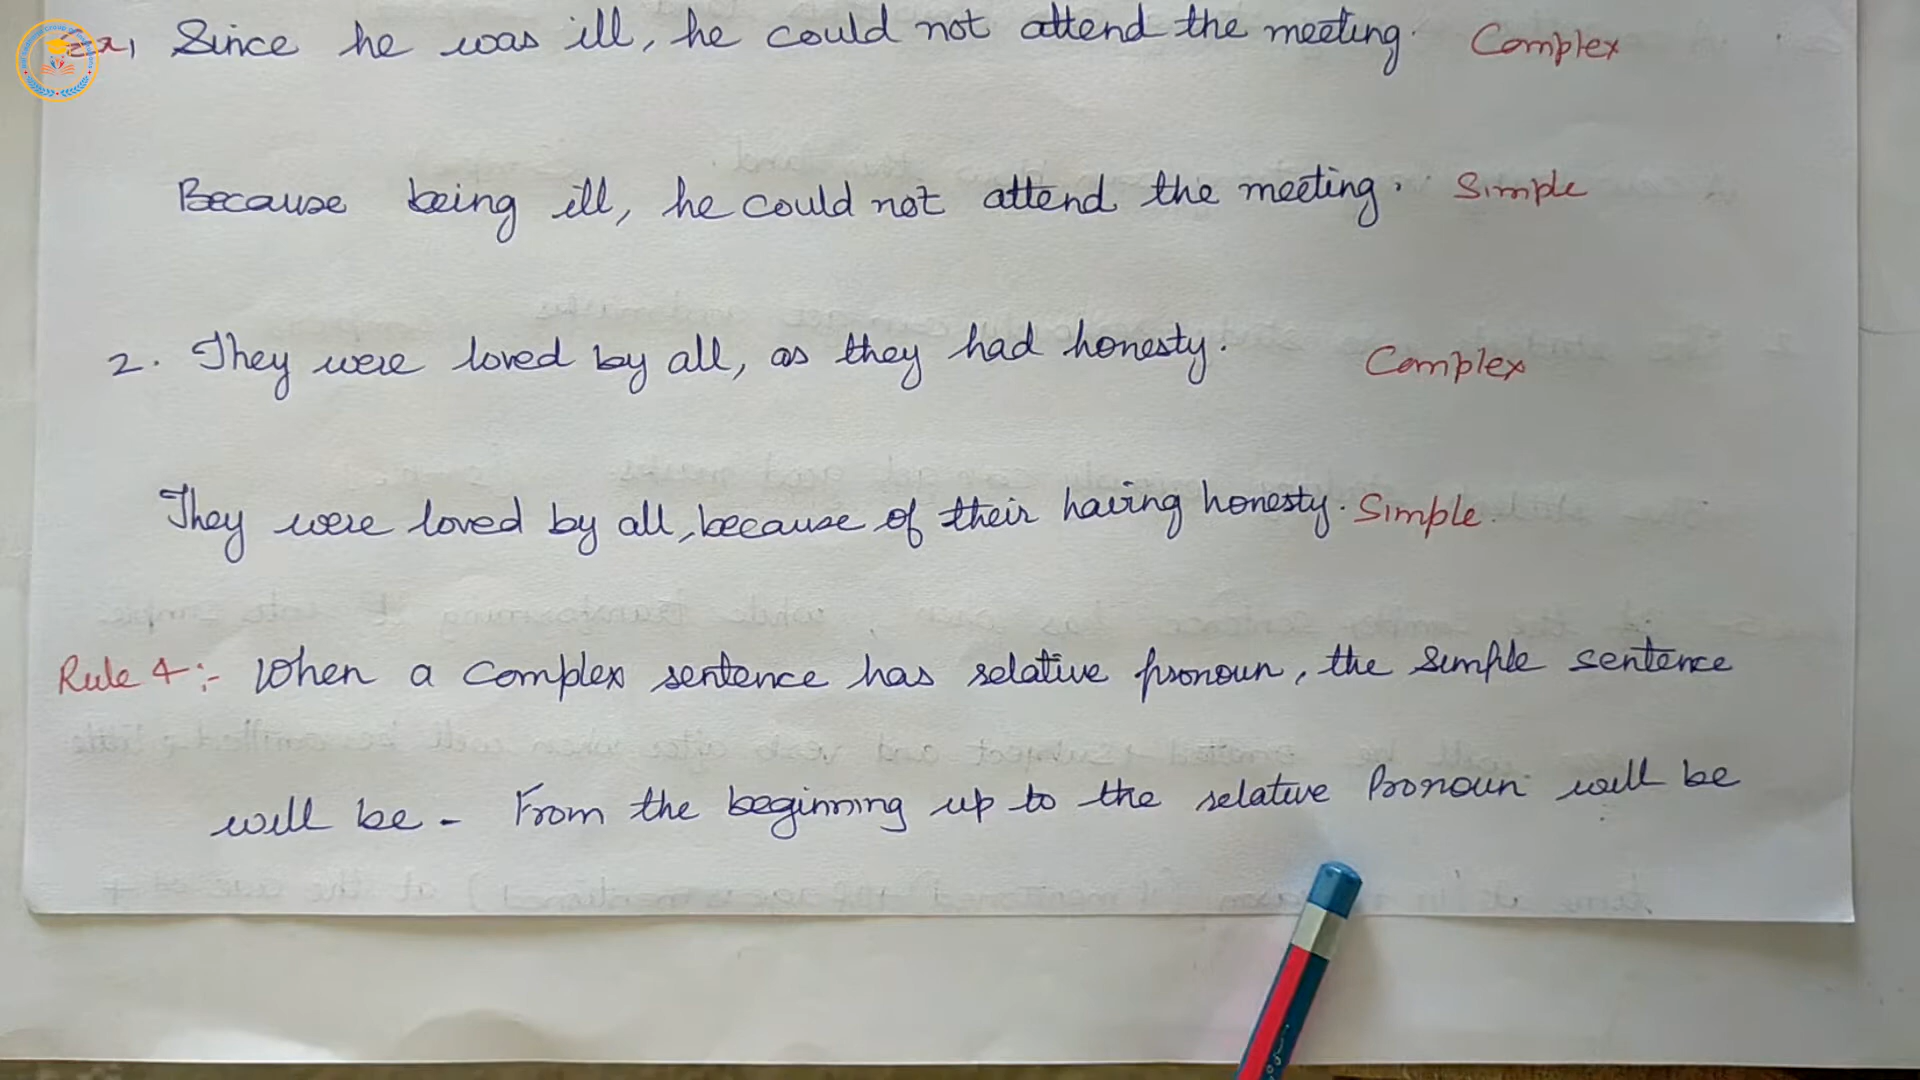 Ex, Since he was ill, he could not attend the meeting. Complex
Because being ill, he could not attend the meeting. Simple
2. They were loved by all, as they had honesty. Complex
They were loved by all, because of their having honesty. Simple.
Rule 4:- When a complex sentence has relative pronoun, the simple sentence
will be - From the beginning up to the relative Pronoun will be